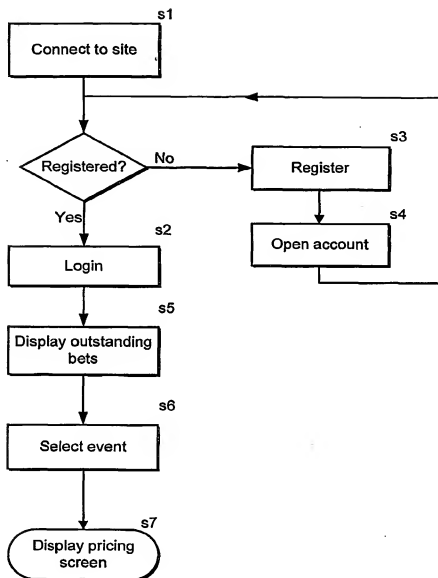 s1
Connect to site
Registered?
No
s3
Register
s4
Open account
Yes
s2
Login
s5
Display outstanding
bets
s6
Select event
s7
Display pricing
screen